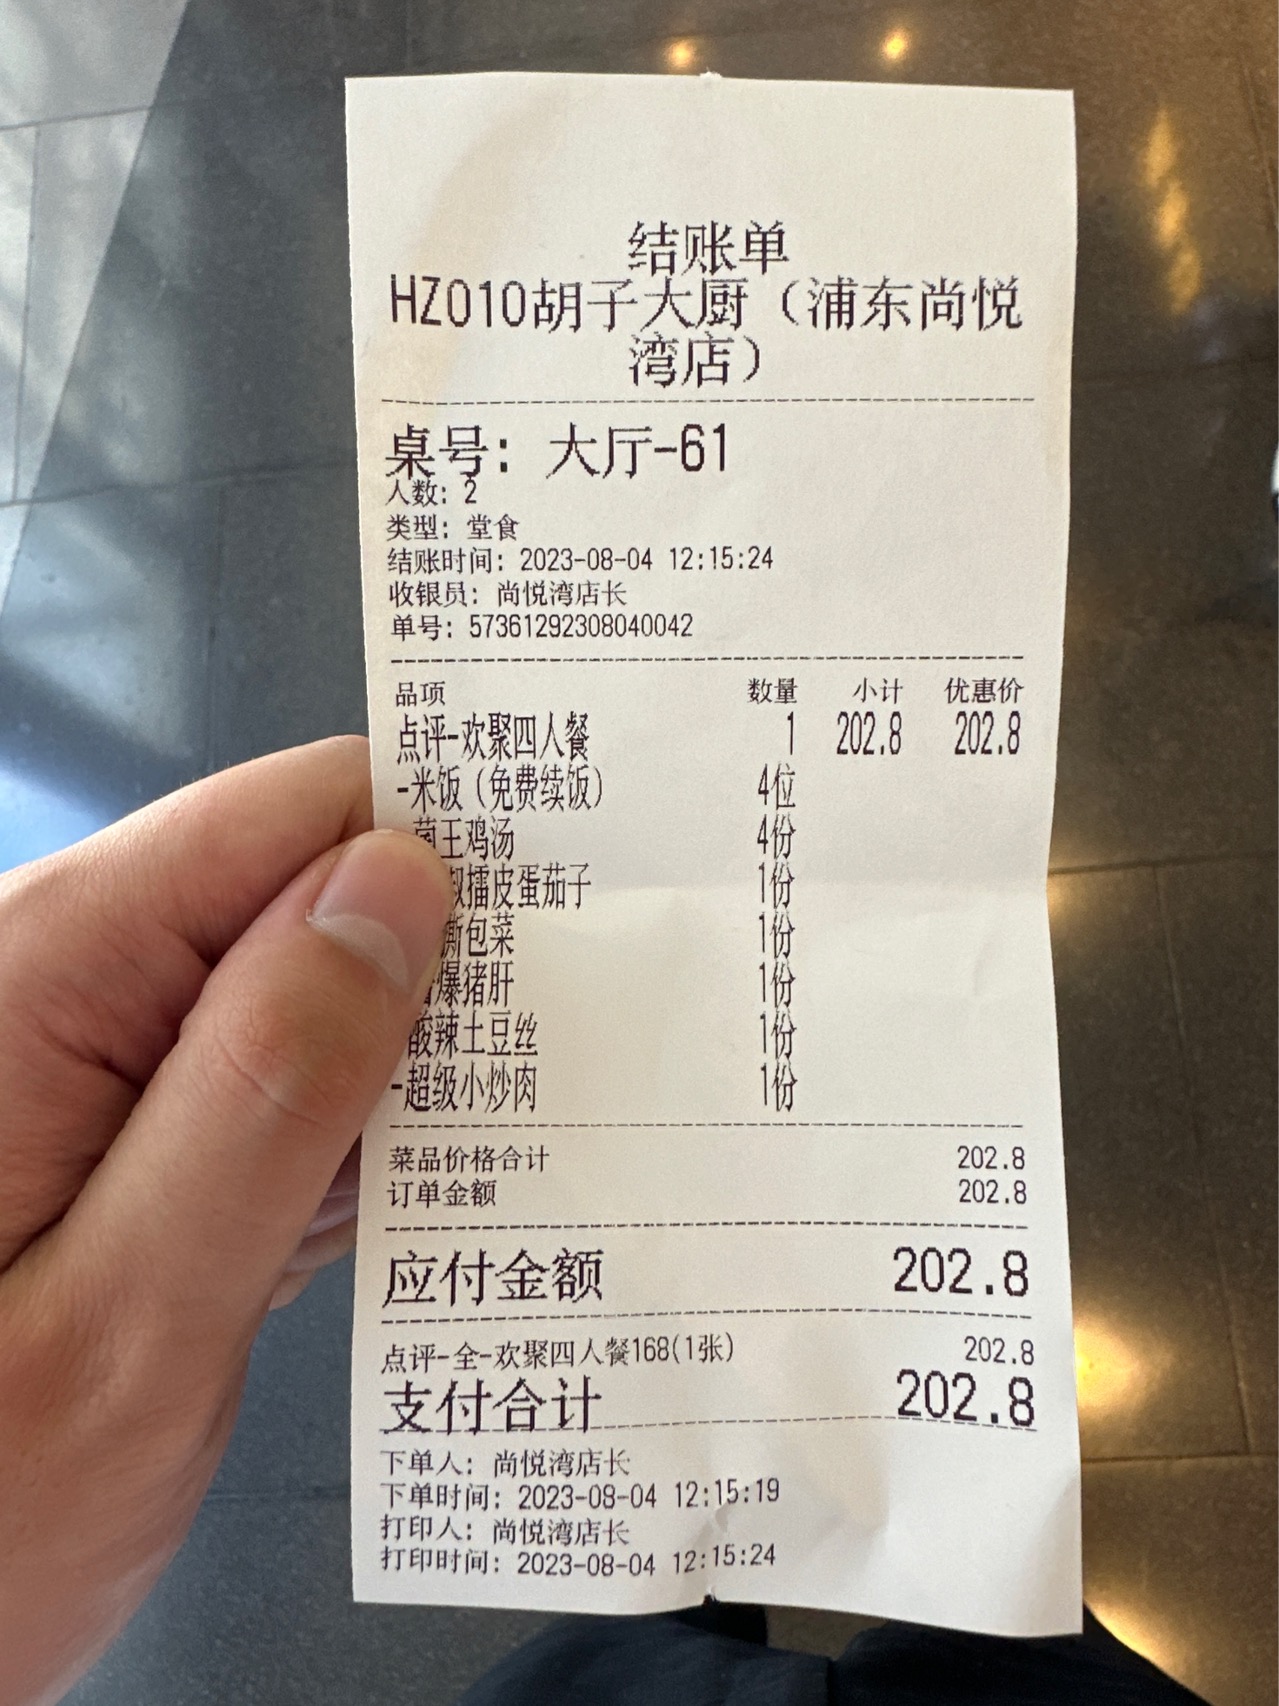 结账单
HZ010胡子大厨（浦东尚悦
湾店）
桌号：大厅-61
人数：2
类型：堂食
结账时间：2023-08-04 12:15:24
收银员：尚悦湾店长
单号：57361292308040042
品项 数量 小计 优惠价
点评-欢聚四人餐 1 202.8 202.8
-米饭（免费续饭） 4位
菌王鸡汤 4份
椒擂皮蛋茄子 1份
撕包菜 1份
爆猪肝 1份
酸辣土豆丝 1份
-超级小炒肉 1份
菜品价格合计 202.8
订单金额 202.8
应付金额 202.8
点评-全-欢聚四人餐168(1张) 202.8
支付合计 202.8
下单人：尚悦湾店长
下单时间：2023-08-04 12:15:19
打印人：尚悦湾店长
打印时间：2023-08-04 12:15:24